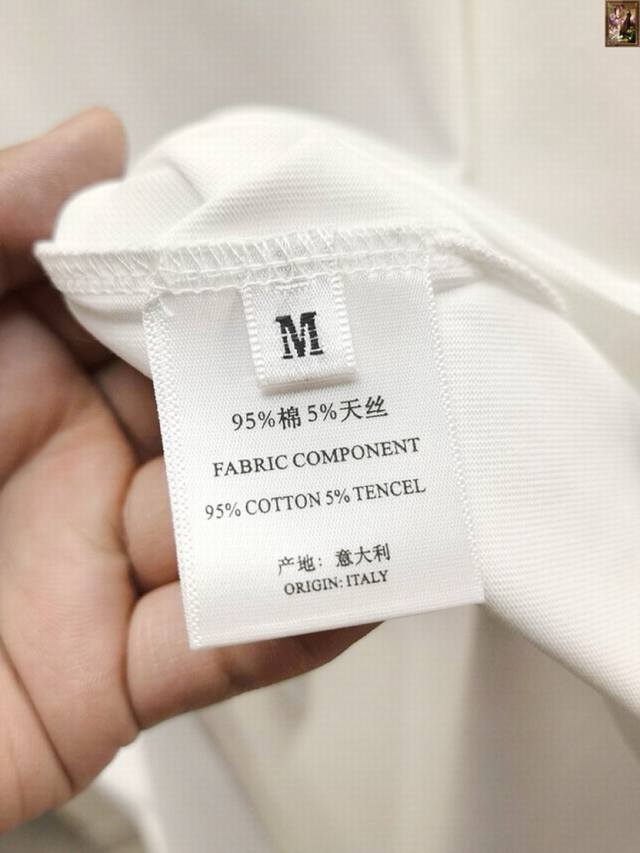 M
95%棉 5%天丝
FABRIC COMPONENT
95% COTTON 5% TENCEL
产地：意大利
ORIGIN: ITALY